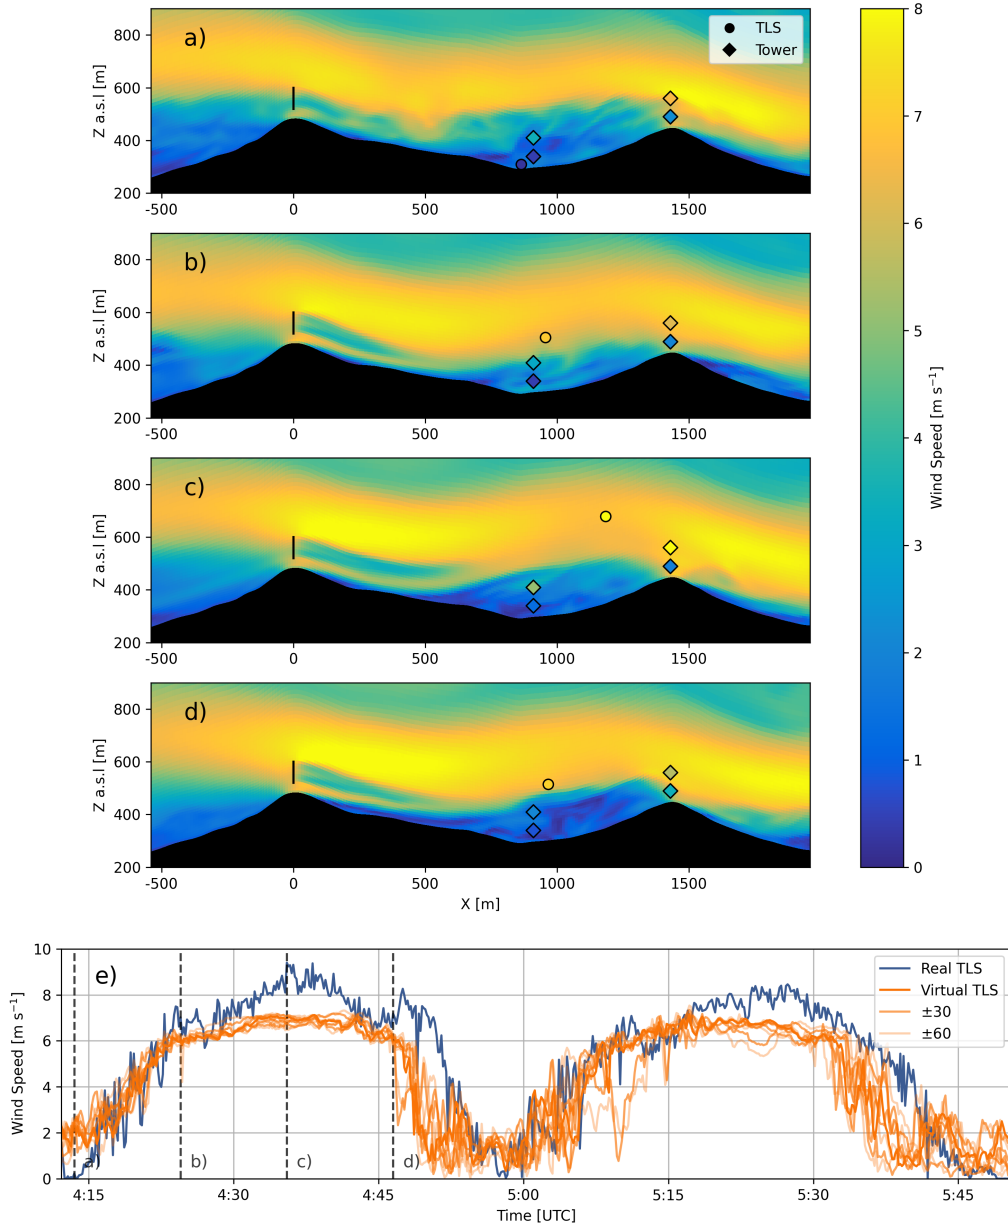 a)
TLS
Tower
Z a.s.l [m]
800
600
400
200
-500 0 500 1000 1500
b)
Z a.s.l [m]
800
600
400
200
-500 0 500 1000 1500
c)
Z a.s.l [m]
800
600
400
200
-500 0 500 1000 1500
d)
Z a.s.l [m]
800
600
400
200
-500 0 500 1000 1500
X [m]
8
7
6
5
4
3
2
1
0
Wind Speed [m s⁻¹]
e)
Wind Speed [m s⁻¹]
10
8
6
4
2
0
Real TLS
Virtual TLS
±30
±60
a) b) c) d)
4:15 4:30 4:45 5:00 5:15 5:30 5:45
Time [UTC]